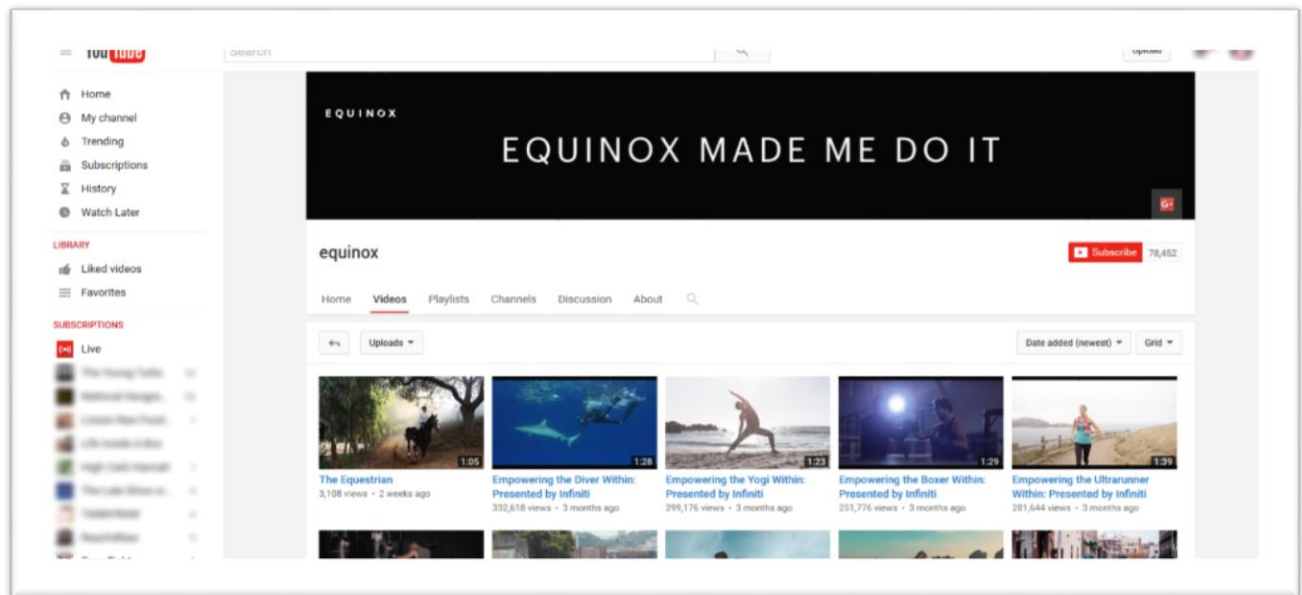 YouTube
Search
Upload
Home
My channel
Trending
Subscriptions
History
Watch Later
LIBRARY
Liked videos
Favorites
SUBSCRIPTIONS
Live
EQUINOX
EQUINOX MADE ME DO IT
G+
equinox
Subscribe 78,452
Home Videos Playlists Channels Discussion About
Uploads
Date added (newest) Grid
1:05
The Equestrian
3,108 views • 2 weeks ago
1:28
Empowering the Diver Within:
Presented by Infiniti
332,618 views • 3 months ago
1:23
Empowering the Yogi Within:
Presented by Infiniti
299,176 views • 3 months ago
1:29
Empowering the Boxer Within:
Presented by Infiniti
251,776 views • 3 months ago
1:39
Empowering the Ultrarunner
Within: Presented by Infiniti
281,644 views • 3 months ago